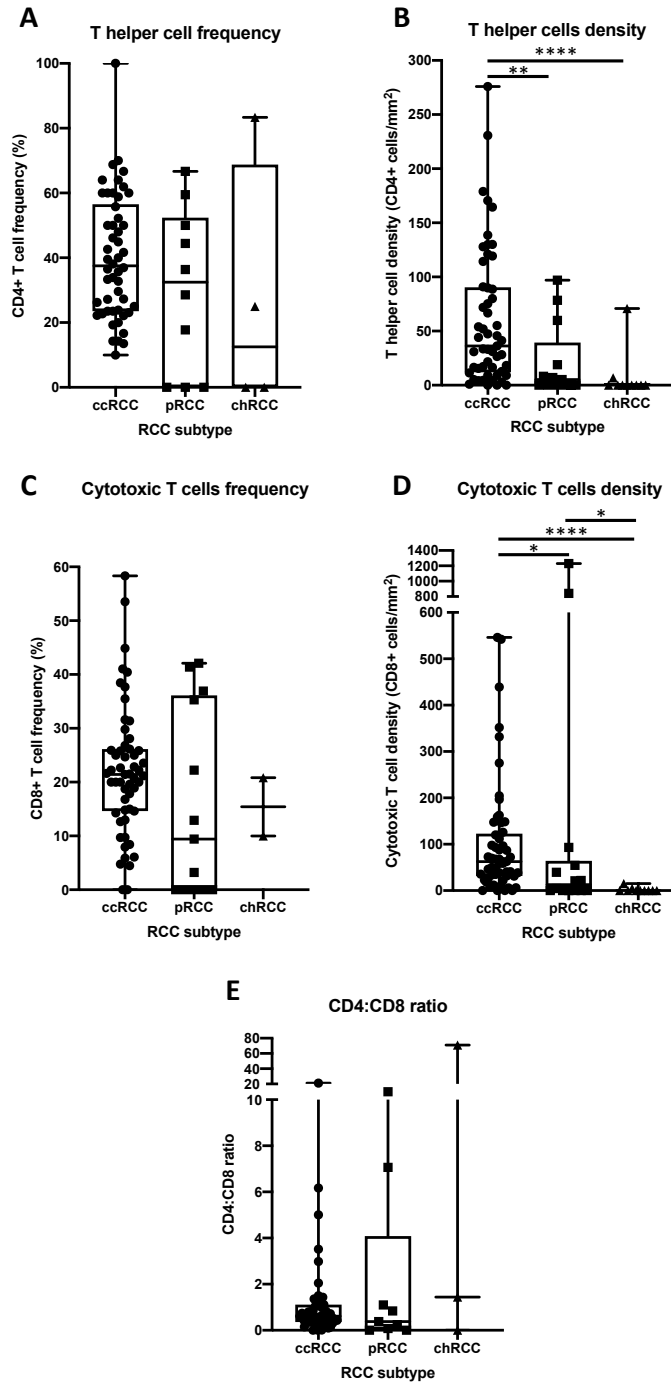 A
T helper cell frequency
CD4+ T cell frequency (%)
100
80
60
40
20
0
ccRCC pRCC chRCC
RCC subtype
B
T helper cells density
****
**
T helper cell density (CD4+ cells/mm²)
300
250
200
150
100
50
0
ccRCC pRCC chRCC
RCC subtype
C
Cytotoxic T cells frequency
CD8+ T cell frequency (%)
60
50
40
30
20
10
0
ccRCC pRCC chRCC
RCC subtype
D
Cytotoxic T cells density
*
****
*
Cytotoxic T cell density (CD8+ cells/mm²)
1400
1200
1000
800
600
500
400
300
200
100
0
ccRCC pRCC chRCC
RCC subtype
E
CD4:CD8 ratio
CD4:CD8 ratio
80
60
40
20
10
8
6
4
2
0
ccRCC pRCC chRCC
RCC subtype